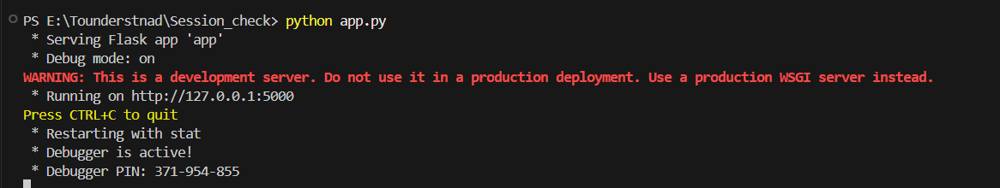 PS E:\Tounderstnad\Session_check> python app.py
 * Serving Flask app 'app'
 * Debug mode: on
WARNING: This is a development server. Do not use it in a production deployment. Use a production WSGI server instead.
 * Running on http://127.0.0.1:5000
Press CTRL+C to quit
 * Restarting with stat
 * Debugger is active!
 * Debugger PIN: 371-954-855